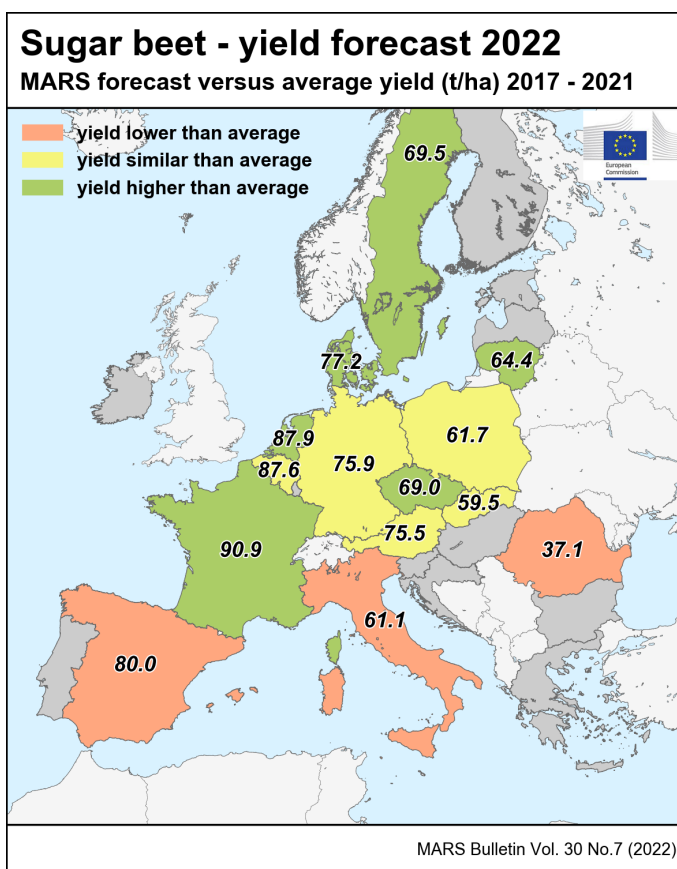 Sugar beet - yield forecast 2022
MARS forecast versus average yield (t/ha) 2017 - 2021
yield lower than average
yield similar than average
yield higher than average
European
Commission
69.5
77.2
64.4
87.9
61.7
87.6
75.9
69.0
59.5
75.5
90.9
37.1
61.1
80.0
MARS Bulletin Vol. 30 No.7 (2022)